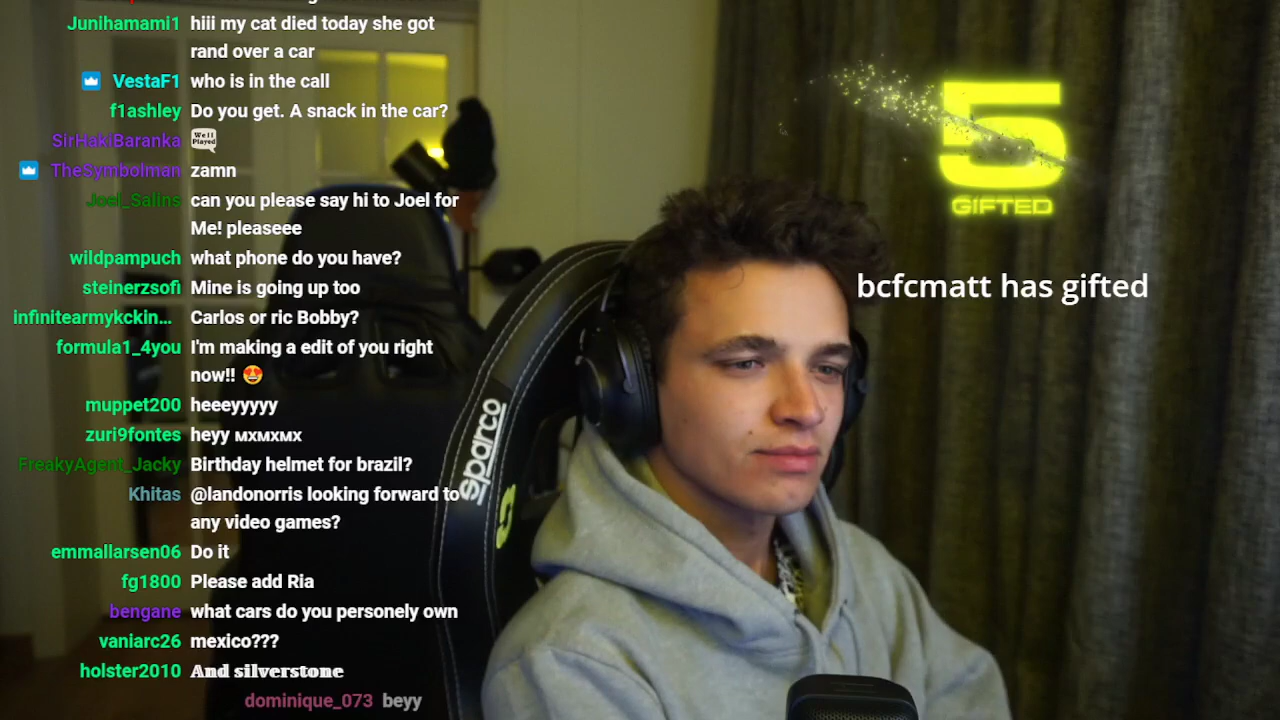 Junihamami1 hiii my cat died today she got
rand over a car
VestaF1 who is in the call
f1ashley Do you get. A snack in the car?
SirHakiBaranka Well Played
TheSymbolman zamn
Joel_Salins can you please say hi to Joel for
Me! pleaseee
wildpampuch what phone do you have?
steinerzsofi Mine is going up too
infinitearmykckin... Carlos or ric Bobby?
formula1_4you I'm making a edit of you right
now!!
muppet200 heeeyyyyy
zuri9fontes heyy мxмxмx
FreakyAgent_Jacky Birthday helmet for brazil?
Khitas @landonorris looking forward to
any video games?
emmallarsen06 Do it
fg1800 Please add Ria
bengane what cars do you personely own
vaniarc26 mexico???
holster2010 And silverstone
dominique_073 beyy
sparco
5
GIFTED
bcfcmatt has gifted